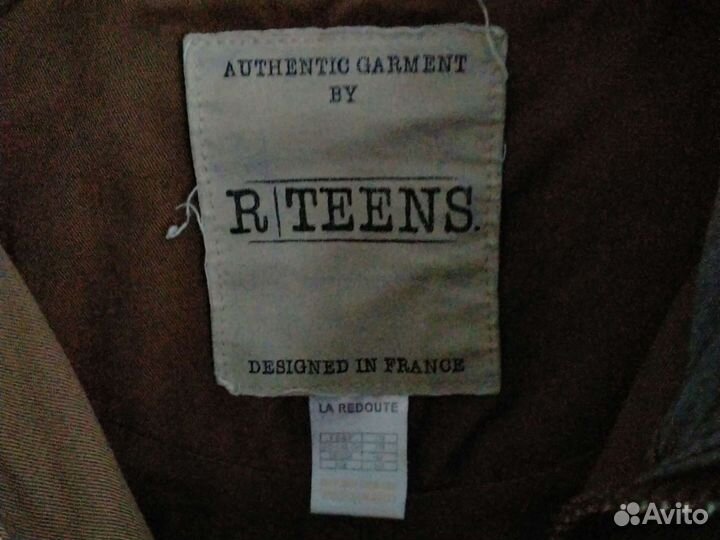 AUTHENTIC GARMENT
BY
R|TEENS.
DESIGNED IN FRANCE
LA REDOUTE
Avito